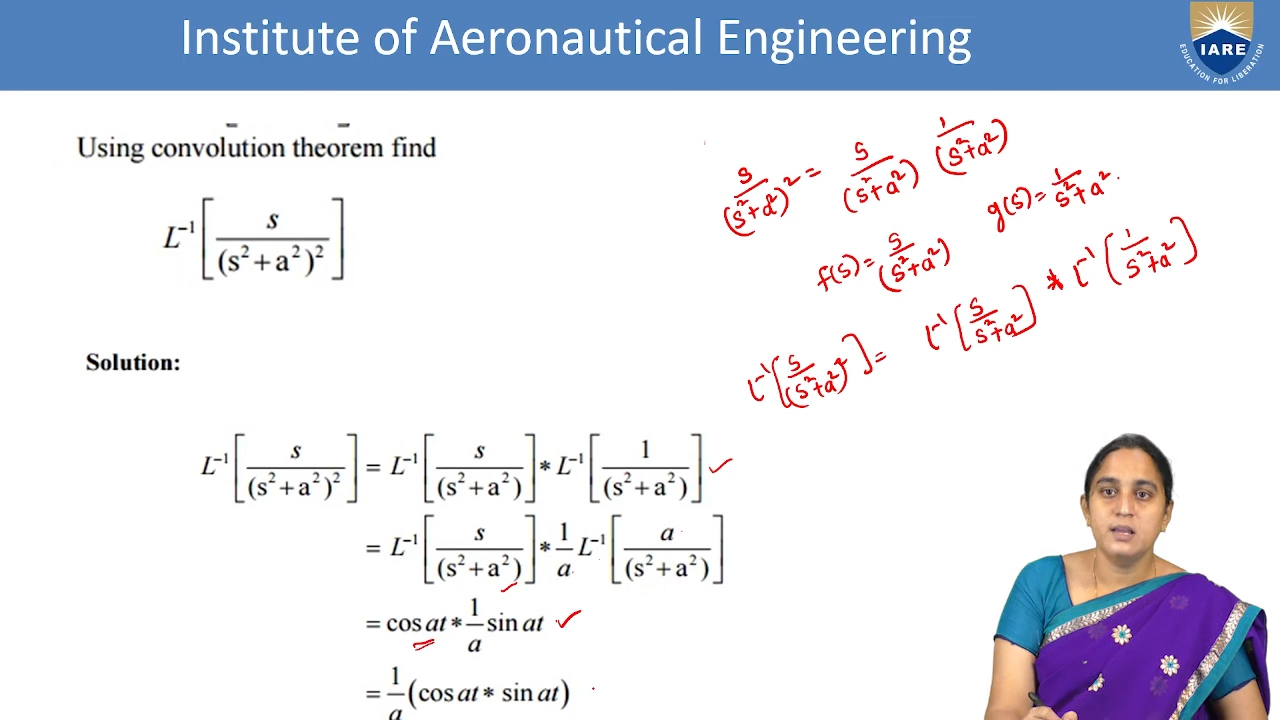 Institute of Aeronautical Engineering
IARE
EDUCATION FOR LIBERATION
Using convolution theorem find
L⁻¹[s/(s²+a²)²]
s/(s²+a²)² = s/(s²+a²) 1/(s²+a²)
f(s) = s/(s²+a²) g(s) = 1/s²+a².
L⁻¹[s/(s²+a²)²] = L⁻¹[s/s²+a²] * L⁻¹(1/s²+a²]
Solution:
L⁻¹[s/(s²+a²)²] = L⁻¹[s/(s²+a²)] * L⁻¹[1/(s²+a²)] ✓
= L⁻¹[s/(s²+a²)] * 1/a L⁻¹[a/(s²+a²)]
= cos at * 1/a sin at ✓
= 1/a (cos at * sin at)